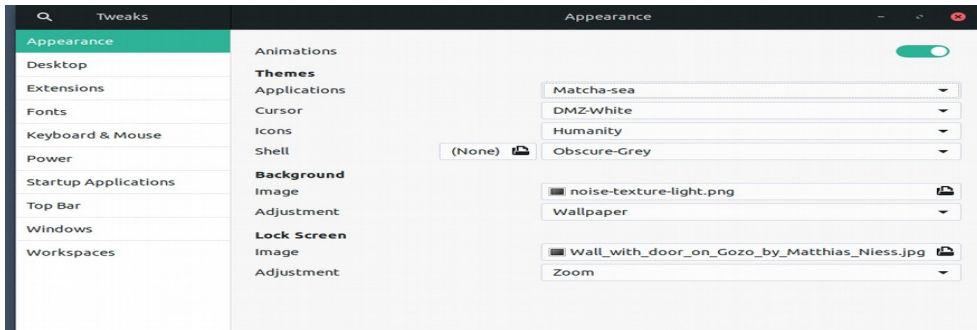 Tweaks
Appearance
Appearance
Desktop
Extensions
Fonts
Keyboard & Mouse
Power
Startup Applications
Top Bar
Windows
Workspaces
Animations
Themes
Applications Matcha-sea
Cursor DMZ-White
Icons Humanity
Shell (None) Obscure-Grey
Background
Image noise-texture-light.png
Adjustment Wallpaper
Lock Screen
Image Wall_with_door_on_Gozo_by_Matthias_Niess.jpg
Adjustment Zoom